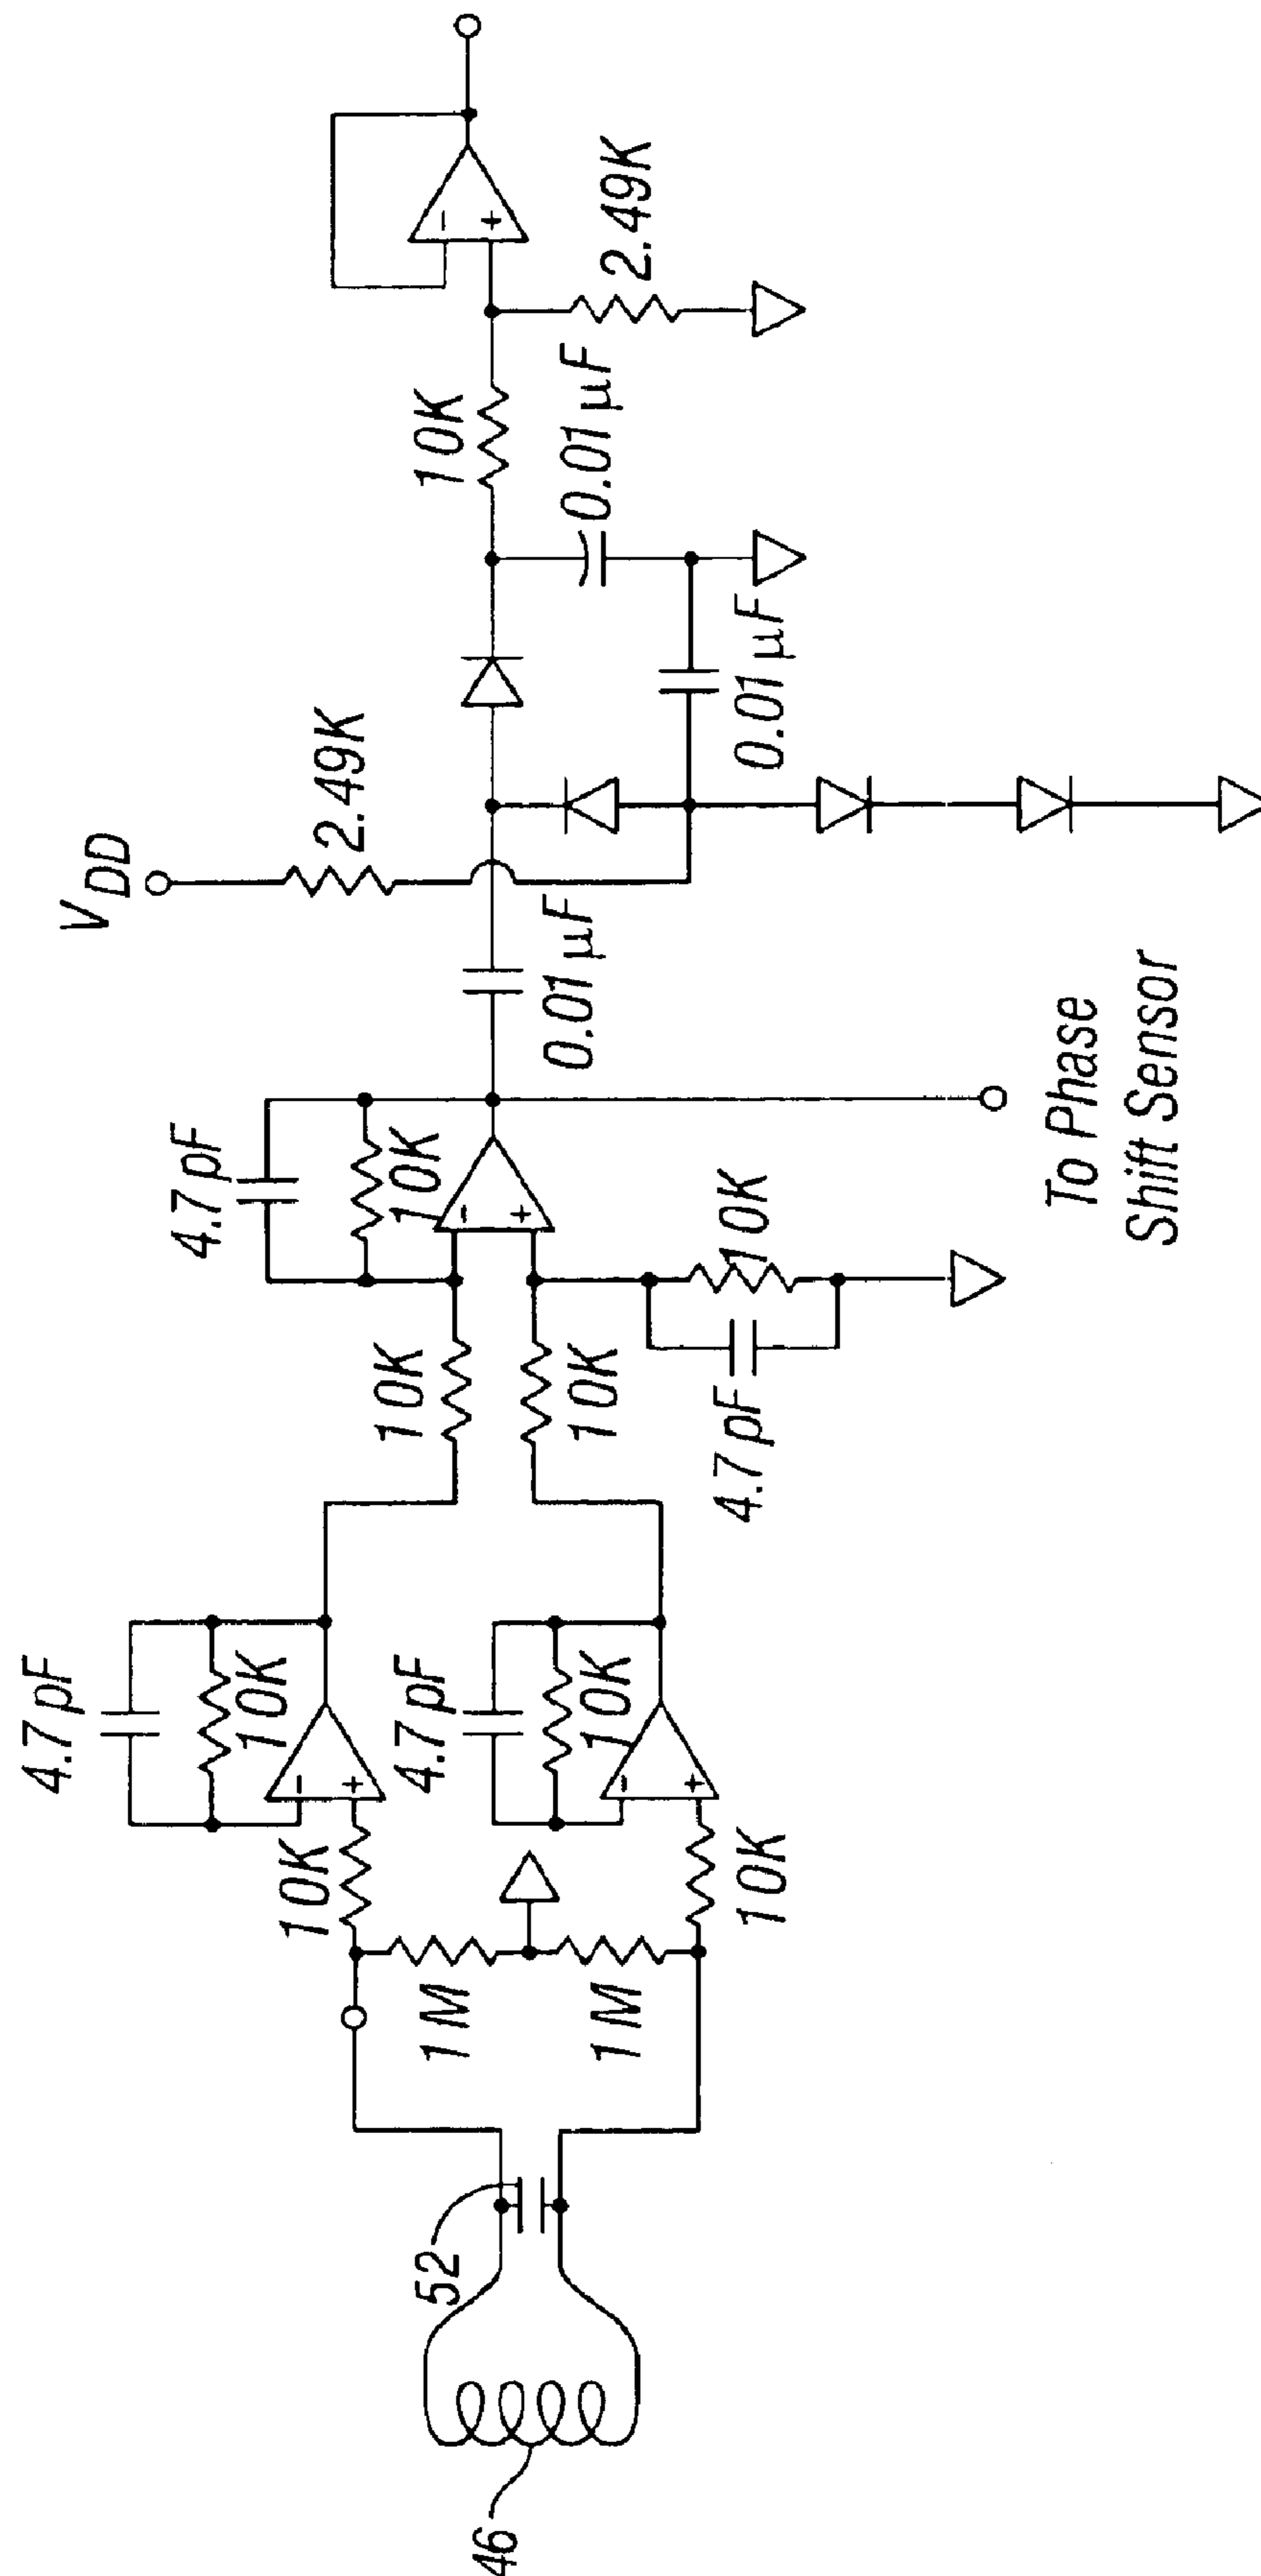 46
52
1M
1M
10K
10K
4.7 pF
10K
4.7 pF
10K
-
+
-
+
10K
10K
4.7 pF
10K
-
+
4.7 pF
10K
To Phase
Shift Sensor
0.01 μF
VDD
2.49K
0.01 μF
0.01 μF
10K
2.49K
-
+